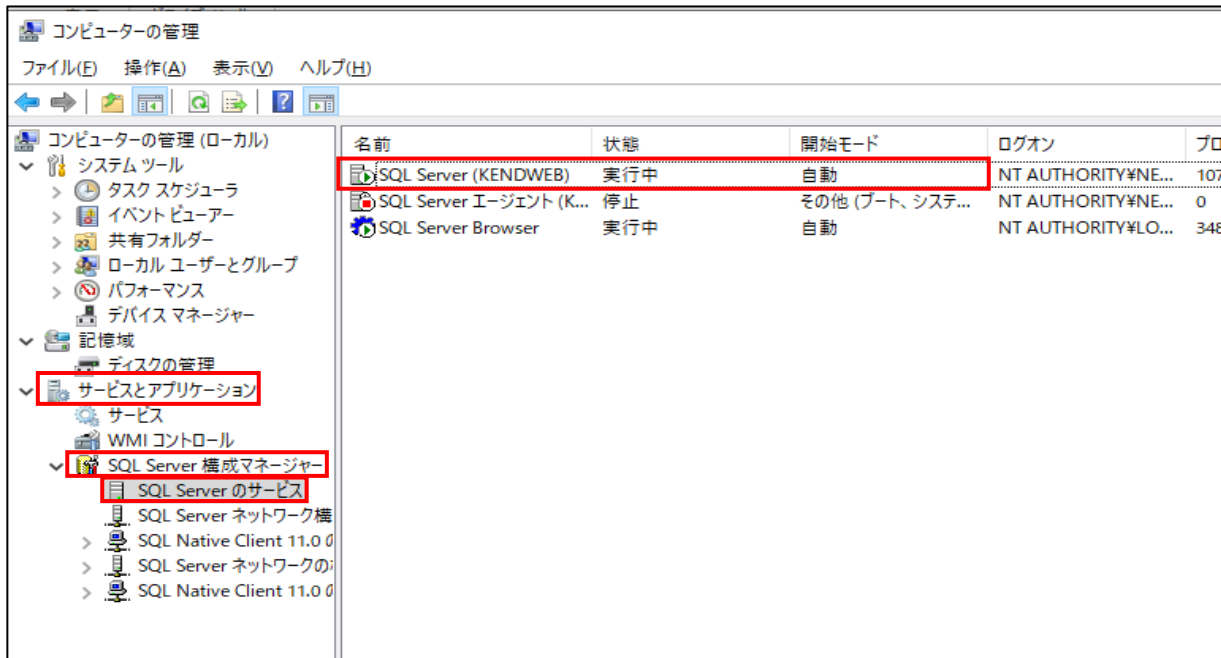 コンピューターの管理
ファイル(F) 操作(A) 表示(V) ヘルプ(H)
コンピューターの管理 (ローカル)
システム ツール
タスク スケジューラ
イベント ビューアー
共有フォルダー
ローカル ユーザーとグループ
パフォーマンス
デバイス マネージャー
記憶域
ディスクの管理
サービスとアプリケーション
サービス
WMI コントロール
SQL Server 構成マネージャー
SQL Server のサービス
SQL Server ネットワーク構
SQL Native Client 11.0 の
SQL Server ネットワークの
SQL Native Client 11.0 の
名前 状態 開始モード ログオン プロ
SQL Server (KENDWEB) 実行中 自動 NT AUTHORITY¥NE... 107
SQL Server エージェント (K... 停止 その他 (ブート、システ... NT AUTHORITY¥NE... 0
SQL Server Browser 実行中 自動 NT AUTHORITY¥LO... 348